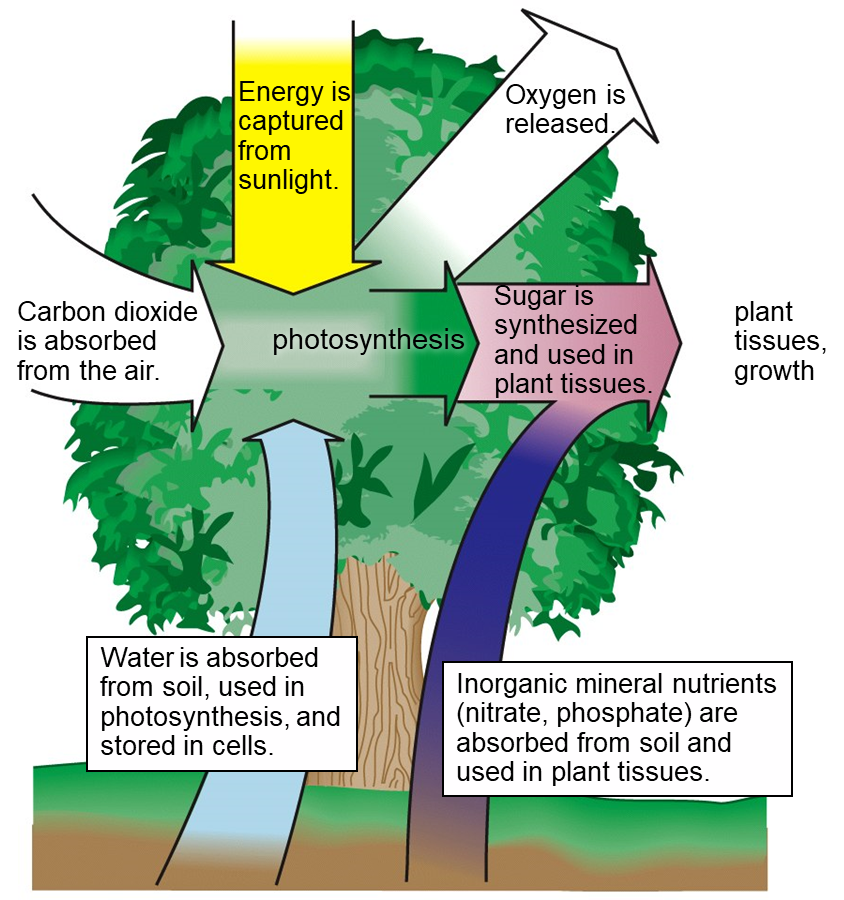 Energy is
captured
from
sunlight.
Oxygen is
released.
Carbon dioxide
is absorbed
from the air.
photosynthesis
Sugar is
synthesized
and used in
plant tissues.
plant
tissues,
growth
Water is absorbed
from soil, used in
photosynthesis, and
stored in cells.
Inorganic mineral nutrients
(nitrate, phosphate) are
absorbed from soil and
used in plant tissues.